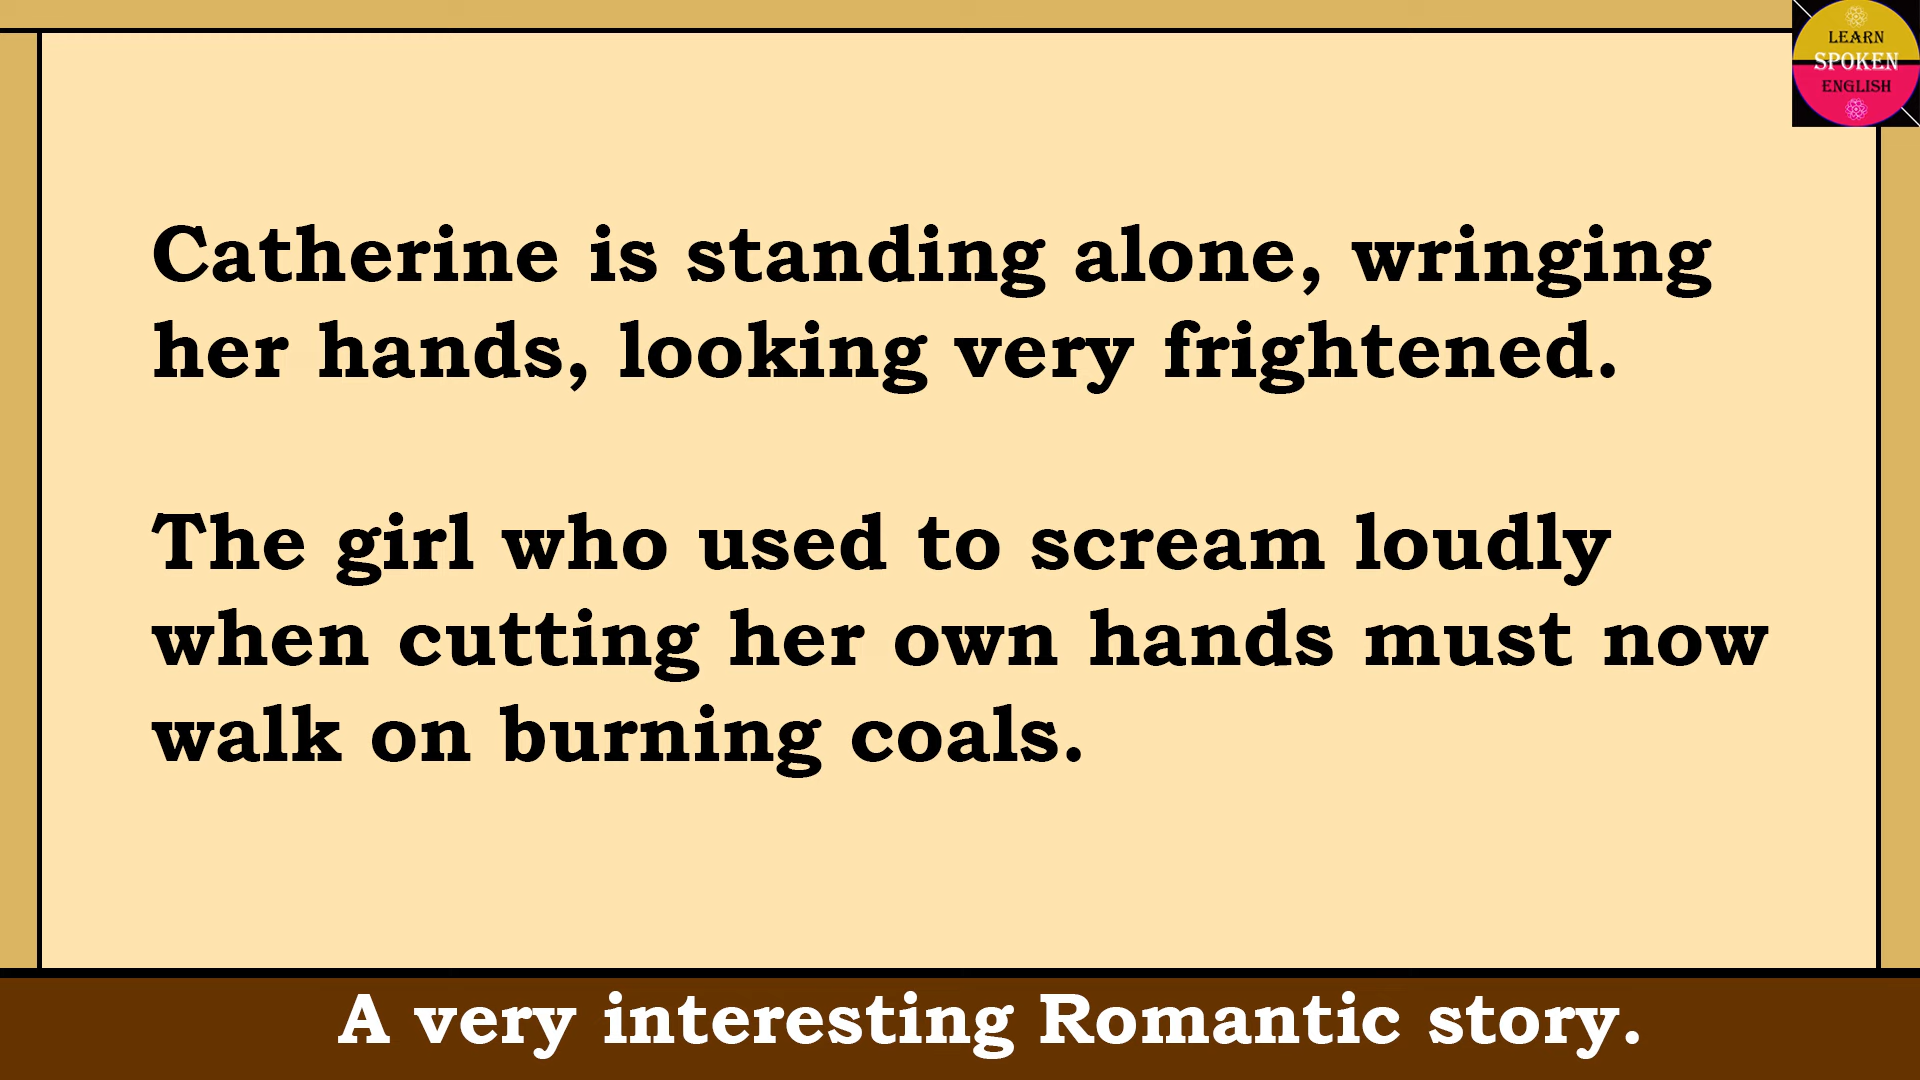 LEARN
SPOKEN
ENGLISH
Catherine is standing alone, wringing
her hands, looking very frightened.
The girl who used to scream loudly
when cutting her own hands must now
walk on burning coals.
A very interesting Romantic story.